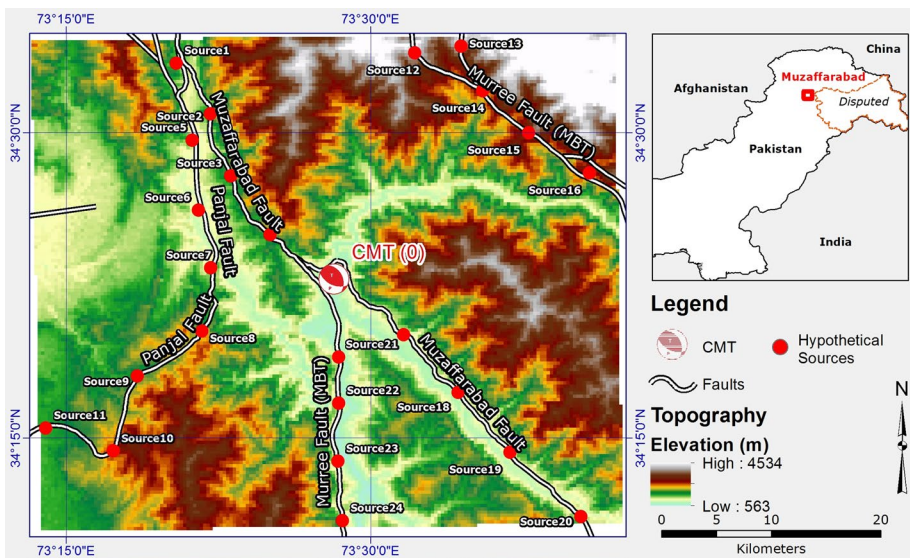 73°15'0"E
73°30'0"E
34°30'0"N
34°15'0"N
Source1
Source2
Source5
Source3
Source6
Source7
Source8
Source9
Source11
Source10
Source12
Source13
Source14
Source15
Source16
Source21
Source22
Source18
Source23
Source19
Source24
Source20
Muzaffarabad Fault
Panjal Fault
Panjal Fault
Murree Fault (MBT)
Murree Fault (MBT)
Muzaffarabad Fault
CMT (0)
34°30'0"N
34°15'0"N
73°15'0"E
73°30'0"E
China
Muzaffarabad
Afghanistan
Disputed
Pakistan
India
Legend
P
T
CMT
Hypothetical
Sources
Faults
Topography
Elevation (m)
High : 4534
Low : 563
N
0
10
20
Kilometers